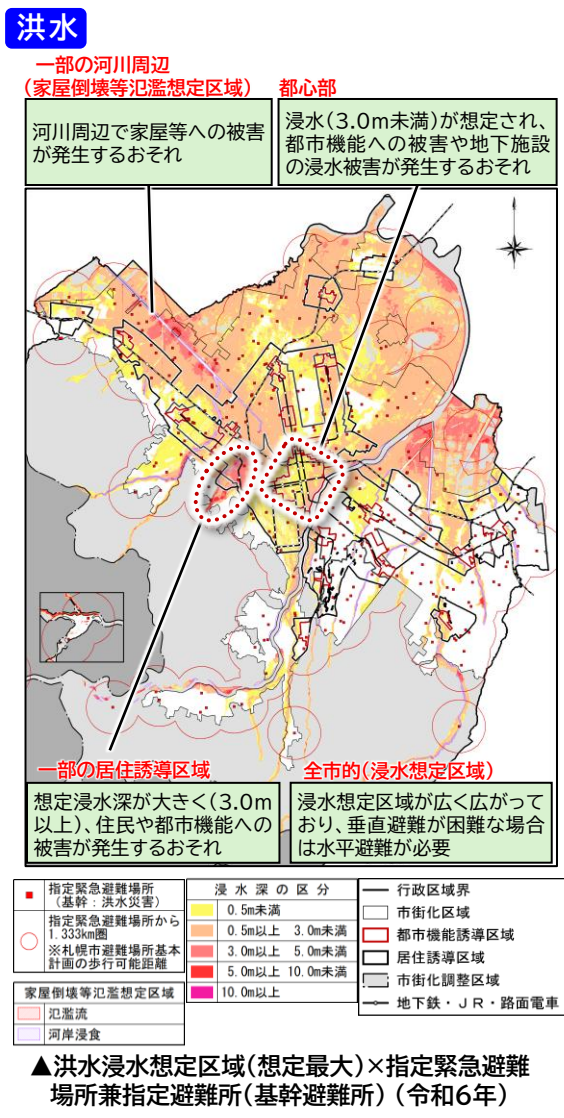 洪水
一部の河川周辺
（家屋倒壊等氾濫想定区域）
河川周辺で家屋等への被害
が発生するおそれ
都心部
浸水（3.0m未満）が想定され、
都市機能への被害や地下施設
の浸水被害が発生するおそれ
一部の居住誘導区域
想定浸水深が大きく（3.0m
以上）、住民や都市機能への
被害が発生するおそれ
全市的（浸水想定区域）
浸水想定区域が広く広がって
おり、垂直避難が困難な場合
は水平避難が必要
指定緊急避難場所
（基幹：洪水災害）
指定緊急避難場所から
1.333km圏
※札幌市避難場所基本
計画の歩行可能距離
家屋倒壊等氾濫想定区域
氾濫流
河岸浸食
浸水深の区分
0.5m未満
0.5m以上 3.0m未満
3.0m以上 5.0m未満
5.0m以上 10.0m未満
10.0m以上
行政区域界
市街化区域
都市機能誘導区域
居住誘導区域
市街化調整区域
地下鉄・ＪＲ・路面電車
▲洪水浸水想定区域（想定最大）×指定緊急避難
場所兼指定避難所（基幹避難所）（令和6年）